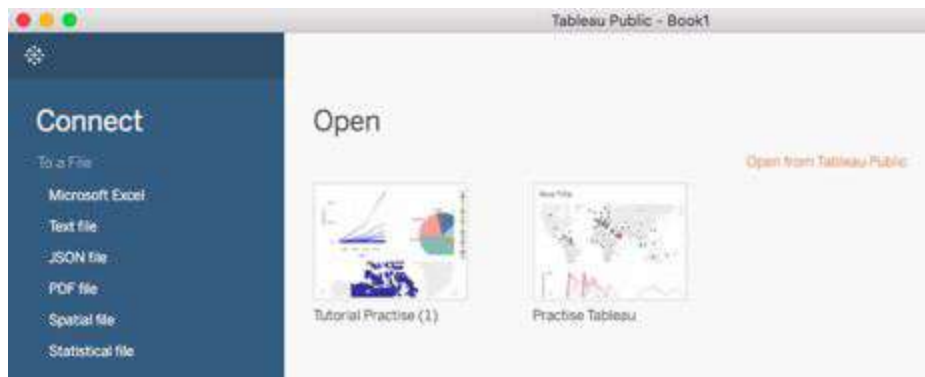 Tableau Public - Book1
Connect
To a File
Microsoft Excel
Text file
JSON file
PDF file
Spatial file
Statistical file
Open
Open from Tableau Public
Tutorial Practise (1)
Practise Tableau